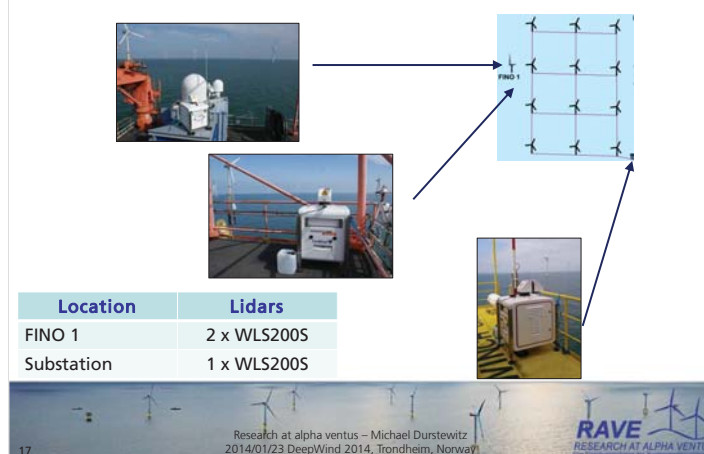 FINO 1
Location Lidars
FINO 1 2 x WLS200S
Substation 1 x WLS200S
17
Research at alpha ventus – Michael Durstewitz
2014/01/23 DeepWind 2014, Trondheim, Norway
RAVE
RESEARCH AT ALPHA VENT